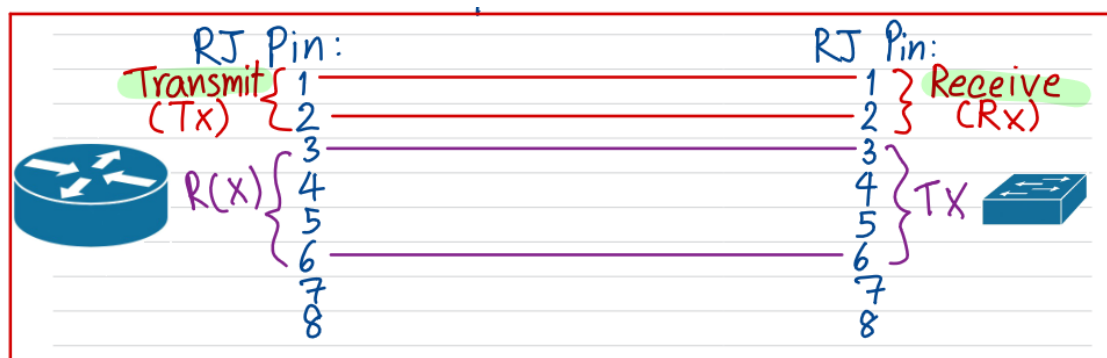 RJ Pin: RJ Pin:
Transmit 1 1 Receive
(Tx) 2 2 (Rx)
3 3
R(X) 4 4 TX
5 5
6 6
7 7
8 8